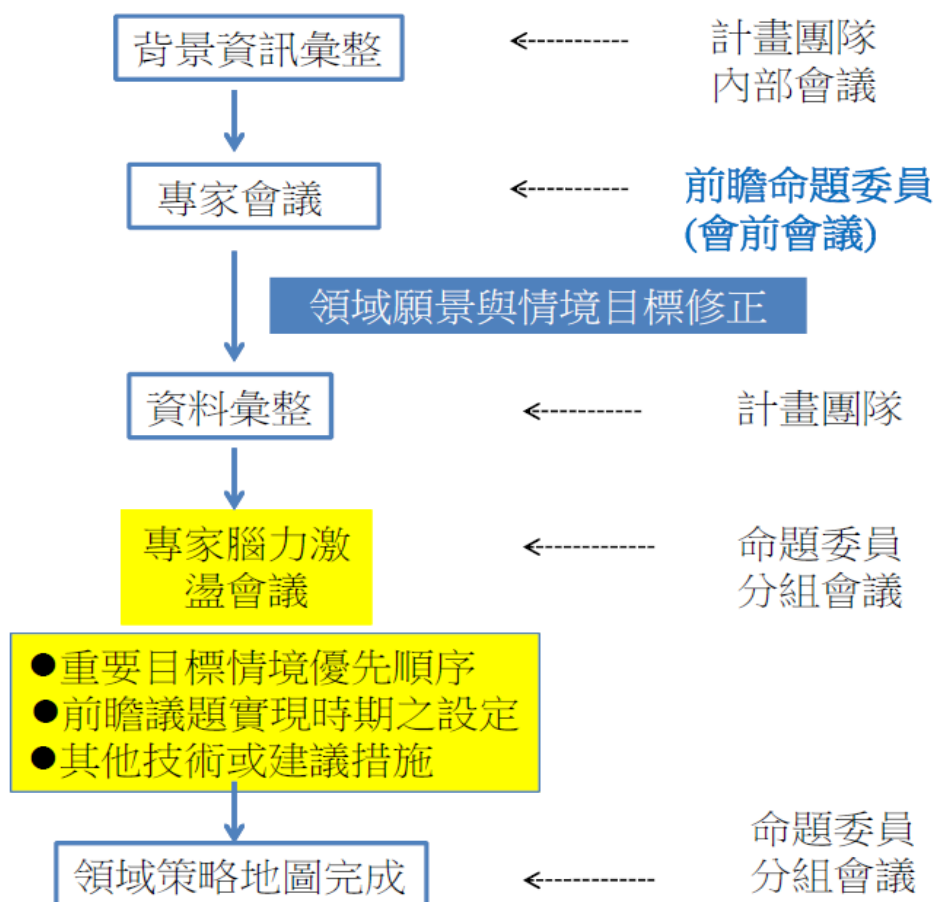 背景資訊彙整
計畫團隊
內部會議
專家會議
前瞻命題委員
(會前會議)
領域願景與情境目標修正
資料彙整
計畫團隊
專家腦力激
盪會議
命題委員
分組會議
●重要目標情境優先順序
●前瞻議題實現時期之設定
●其他技術或建議措施
領域策略地圖完成
命題委員
分組會議